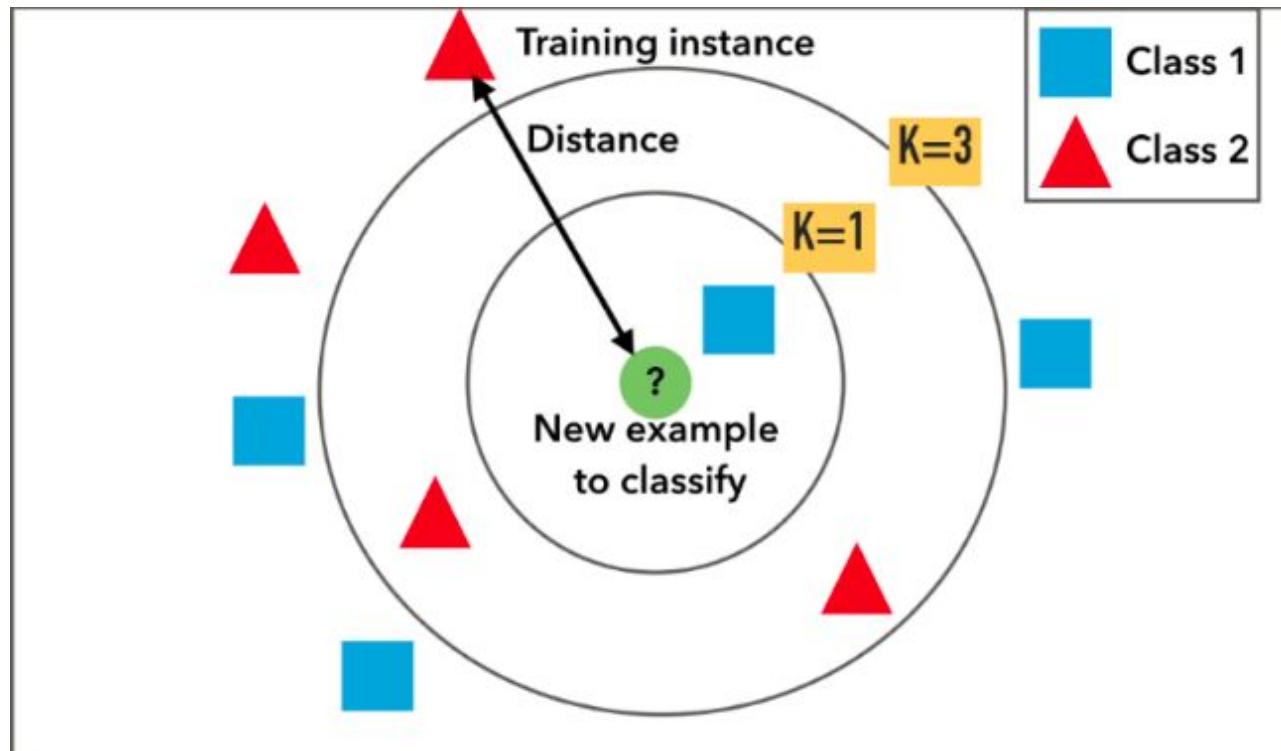 Training instance
Class 1
Distance
K=3
Class 2
K=1
?
New example
to classify